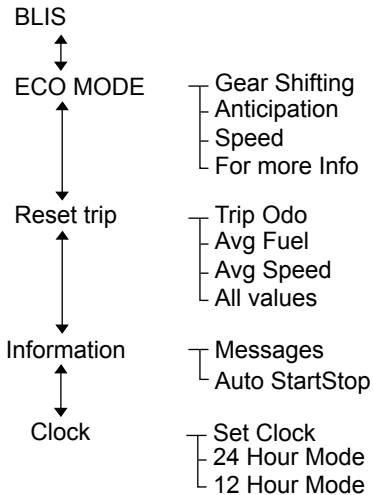 BLIS
ECO MODE
Gear Shifting
Anticipation
Speed
For more Info
Reset trip
Trip Odo
Avg Fuel
Avg Speed
All values
Information
Messages
Auto StartStop
Clock
Set Clock
24 Hour Mode
12 Hour Mode